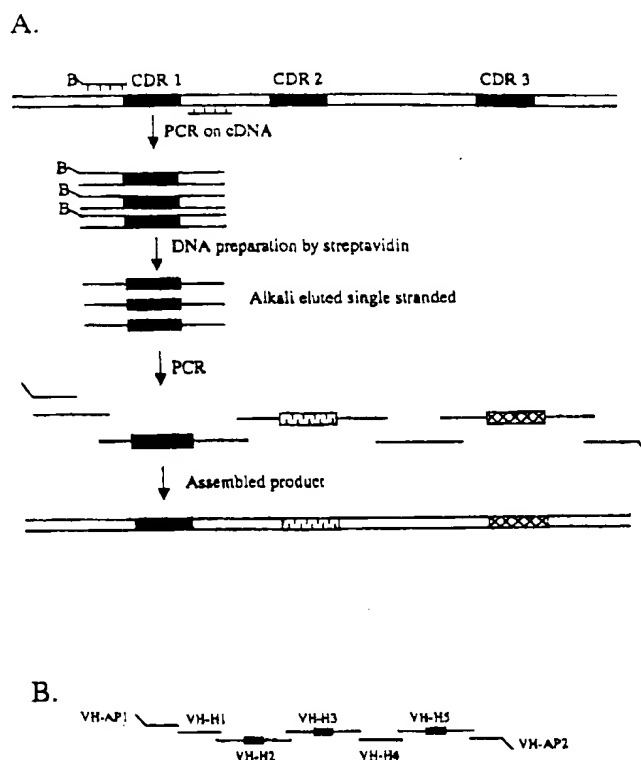 A.
B CDR 1 CDR 2 CDR 3
PCR on cDNA
B
B
B
DNA preparation by streptavidin
Alkali eluted single stranded
PCR
Assembled product
B.
VH-AP1 VH-H1 VH-H3 VH-H5
VH-H2 VH-H4 VH-AP2